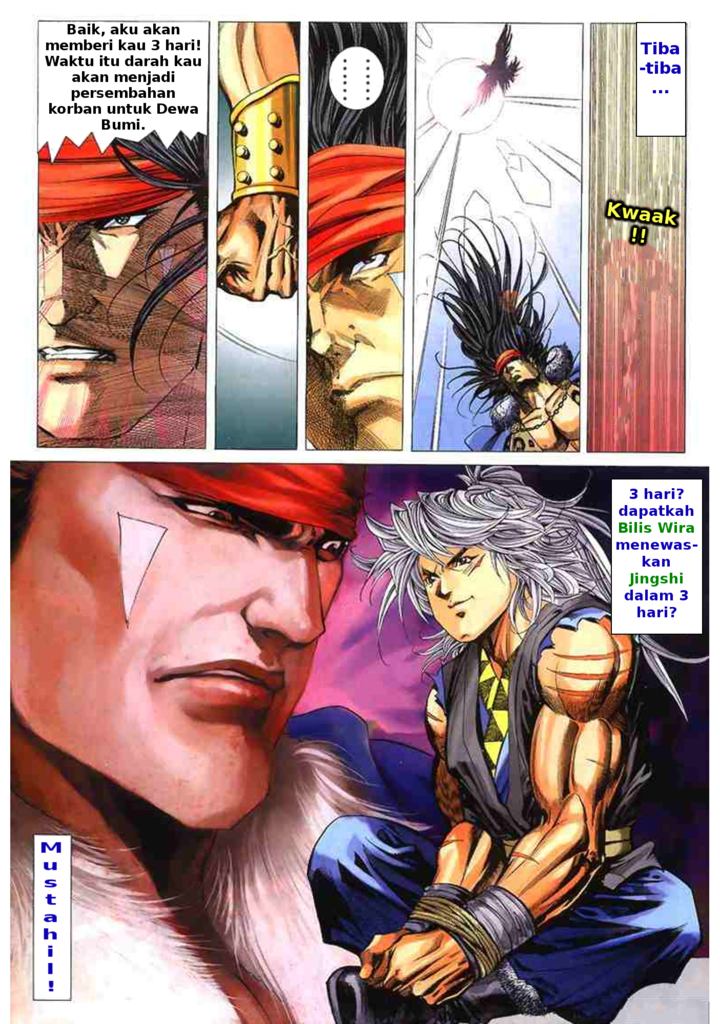 Baik, aku akan
memberi kau 3 hari!
Waktu itu darah kau
akan menjadi
persembahan
korban untuk Dewa
Bumi.
Tiba
-tiba
...
Kwaak
!!
3 hari?
dapatkah
Bilis Wira
menewas-
kan
Jingshi
dalam 3
hari?
Mustahil!